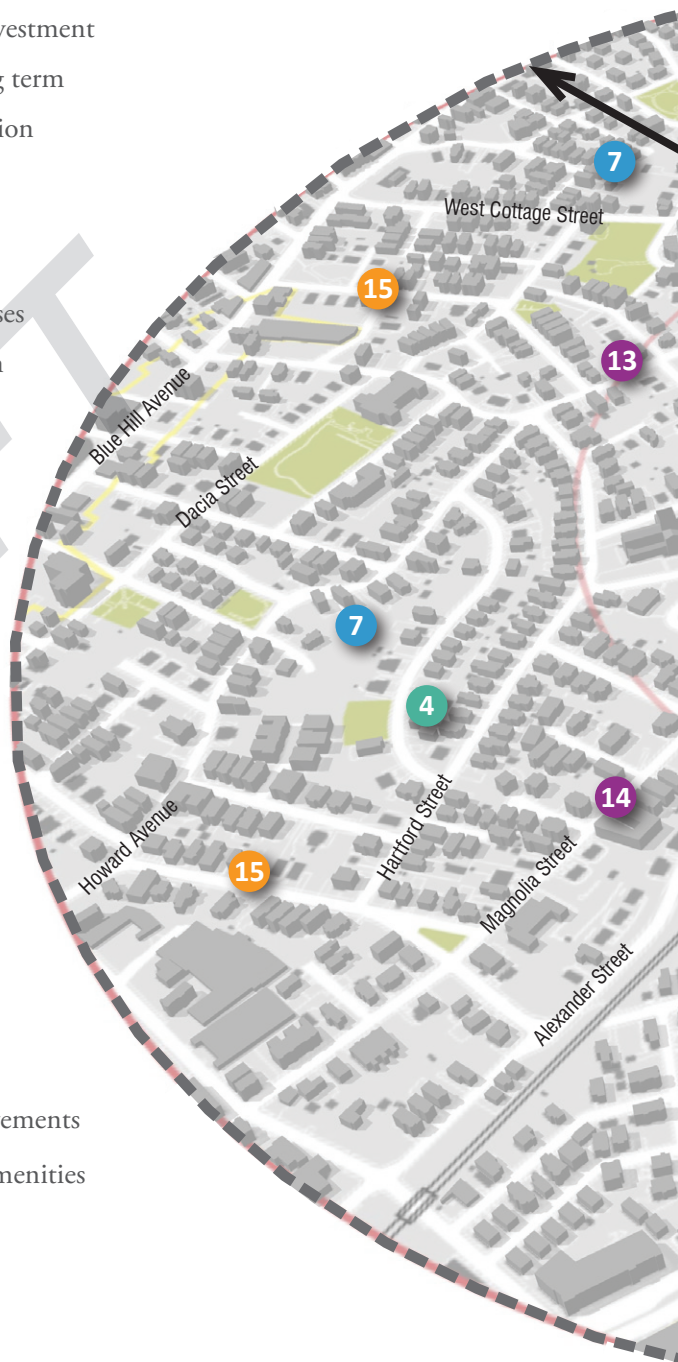 vestment
g term
ion
7
West Cottage Street
15
ses
13
Blue Hill Avenue
Dacia Street
7
4
14
Hartford Street
Howard Avenue
15
Magnolia Street
Alexander Street
ements
menities